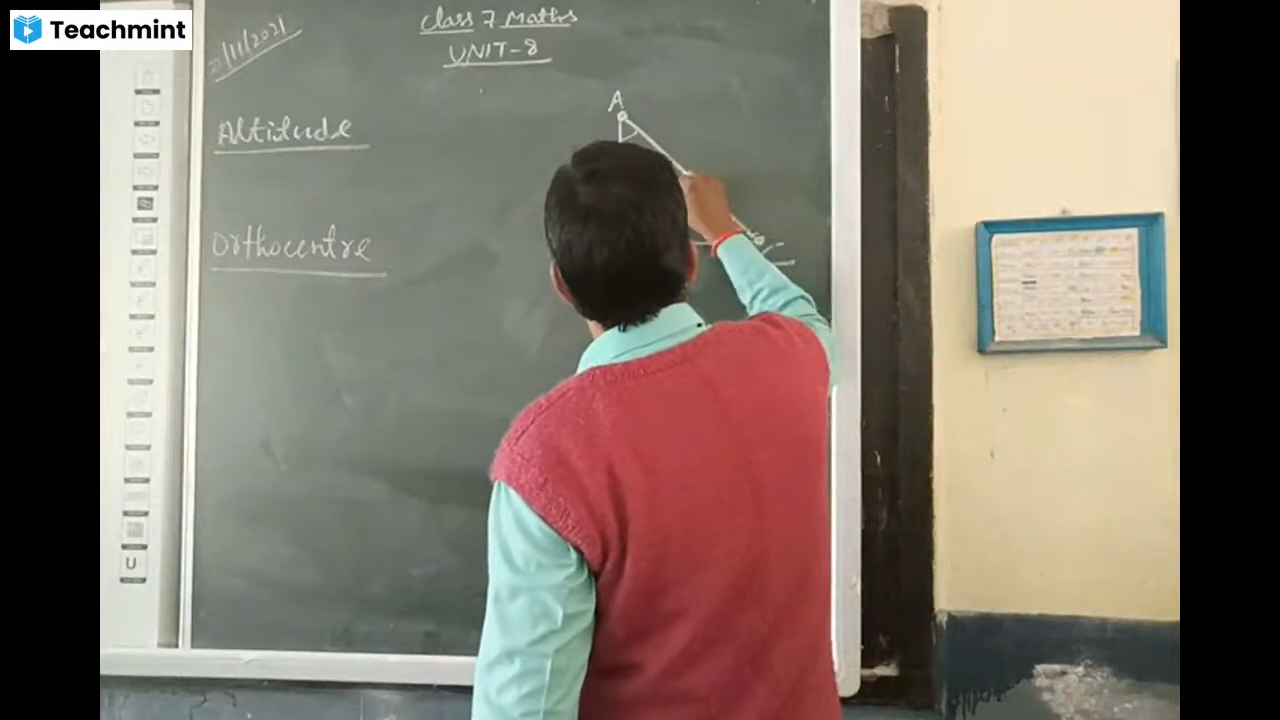 Teachmint
22/11/2021
Class 7 Maths
UNIT-8
A
Altitude
Orthocentre
U